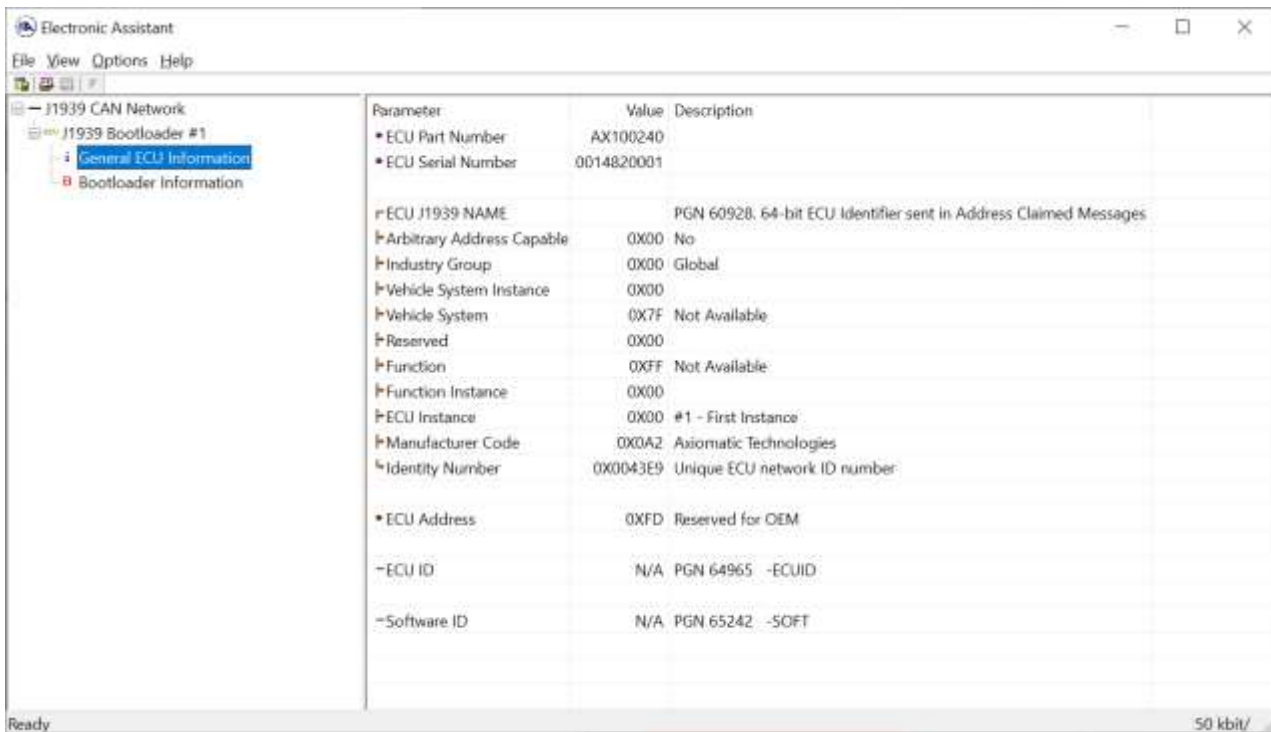 Electronic Assistant
File View Options Help
J1939 CAN Network
J1939 Bootloader #1
General ECU Information
Bootloader Information
Parameter Value Description
ECU Part Number AX100240
ECU Serial Number 0014820001
ECU J1939 NAME PGN 60928. 64-bit ECU Identifier sent in Address Claimed Messages
Arbitrary Address Capable 0X00 No
Industry Group 0X00 Global
Vehicle System Instance 0X00
Vehicle System 0X7F Not Available
Reserved 0X00
Function 0XFF Not Available
Function Instance 0X00
ECU Instance 0X00 #1 - First Instance
Manufacturer Code 0X0A2 Axiomatic Technologies
Identity Number 0X0043E9 Unique ECU network ID number
ECU Address 0XFD Reserved for OEM
ECU ID N/A PGN 64965 -ECUID
Software ID N/A PGN 65242 -SOFT
Ready 50 kbit/